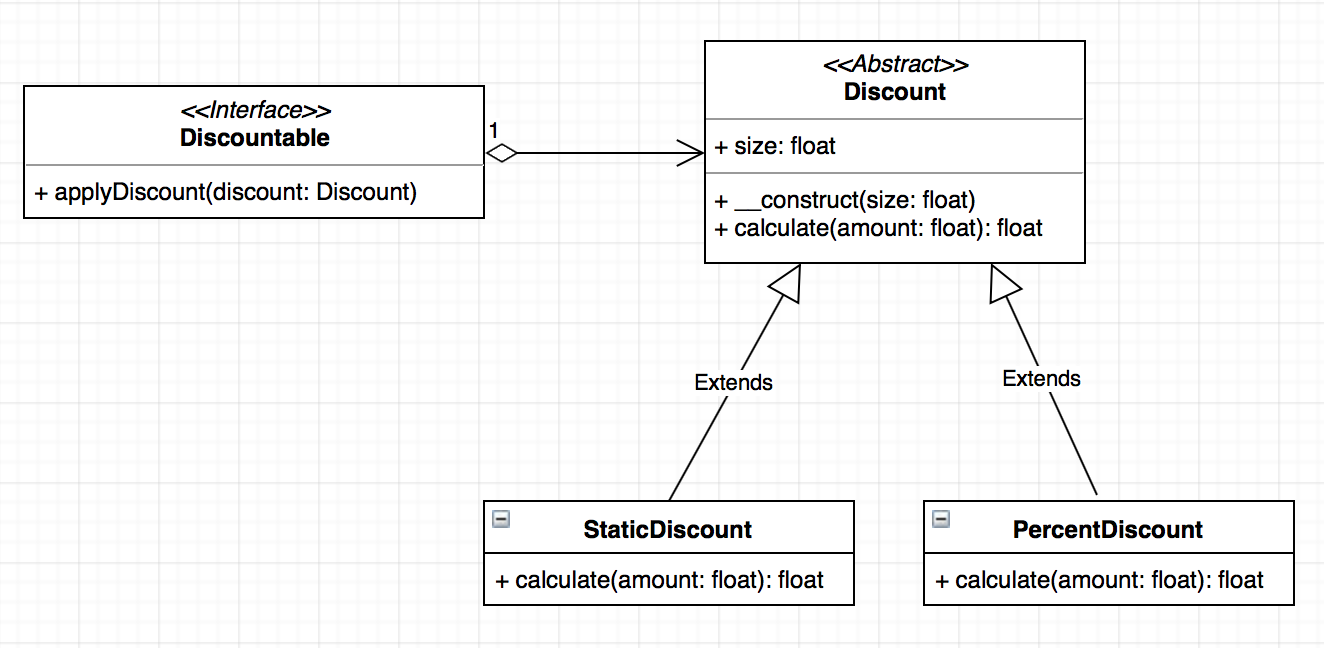 <<Interface>>
Discountable
+ applyDiscount(discount: Discount)
1
<<Abstract>>
Discount
+ size: float
+ __construct(size: float)
+ calculate(amount: float): float
Extends
Extends
StaticDiscount
+ calculate(amount: float): float
PercentDiscount
+ calculate(amount: float): float